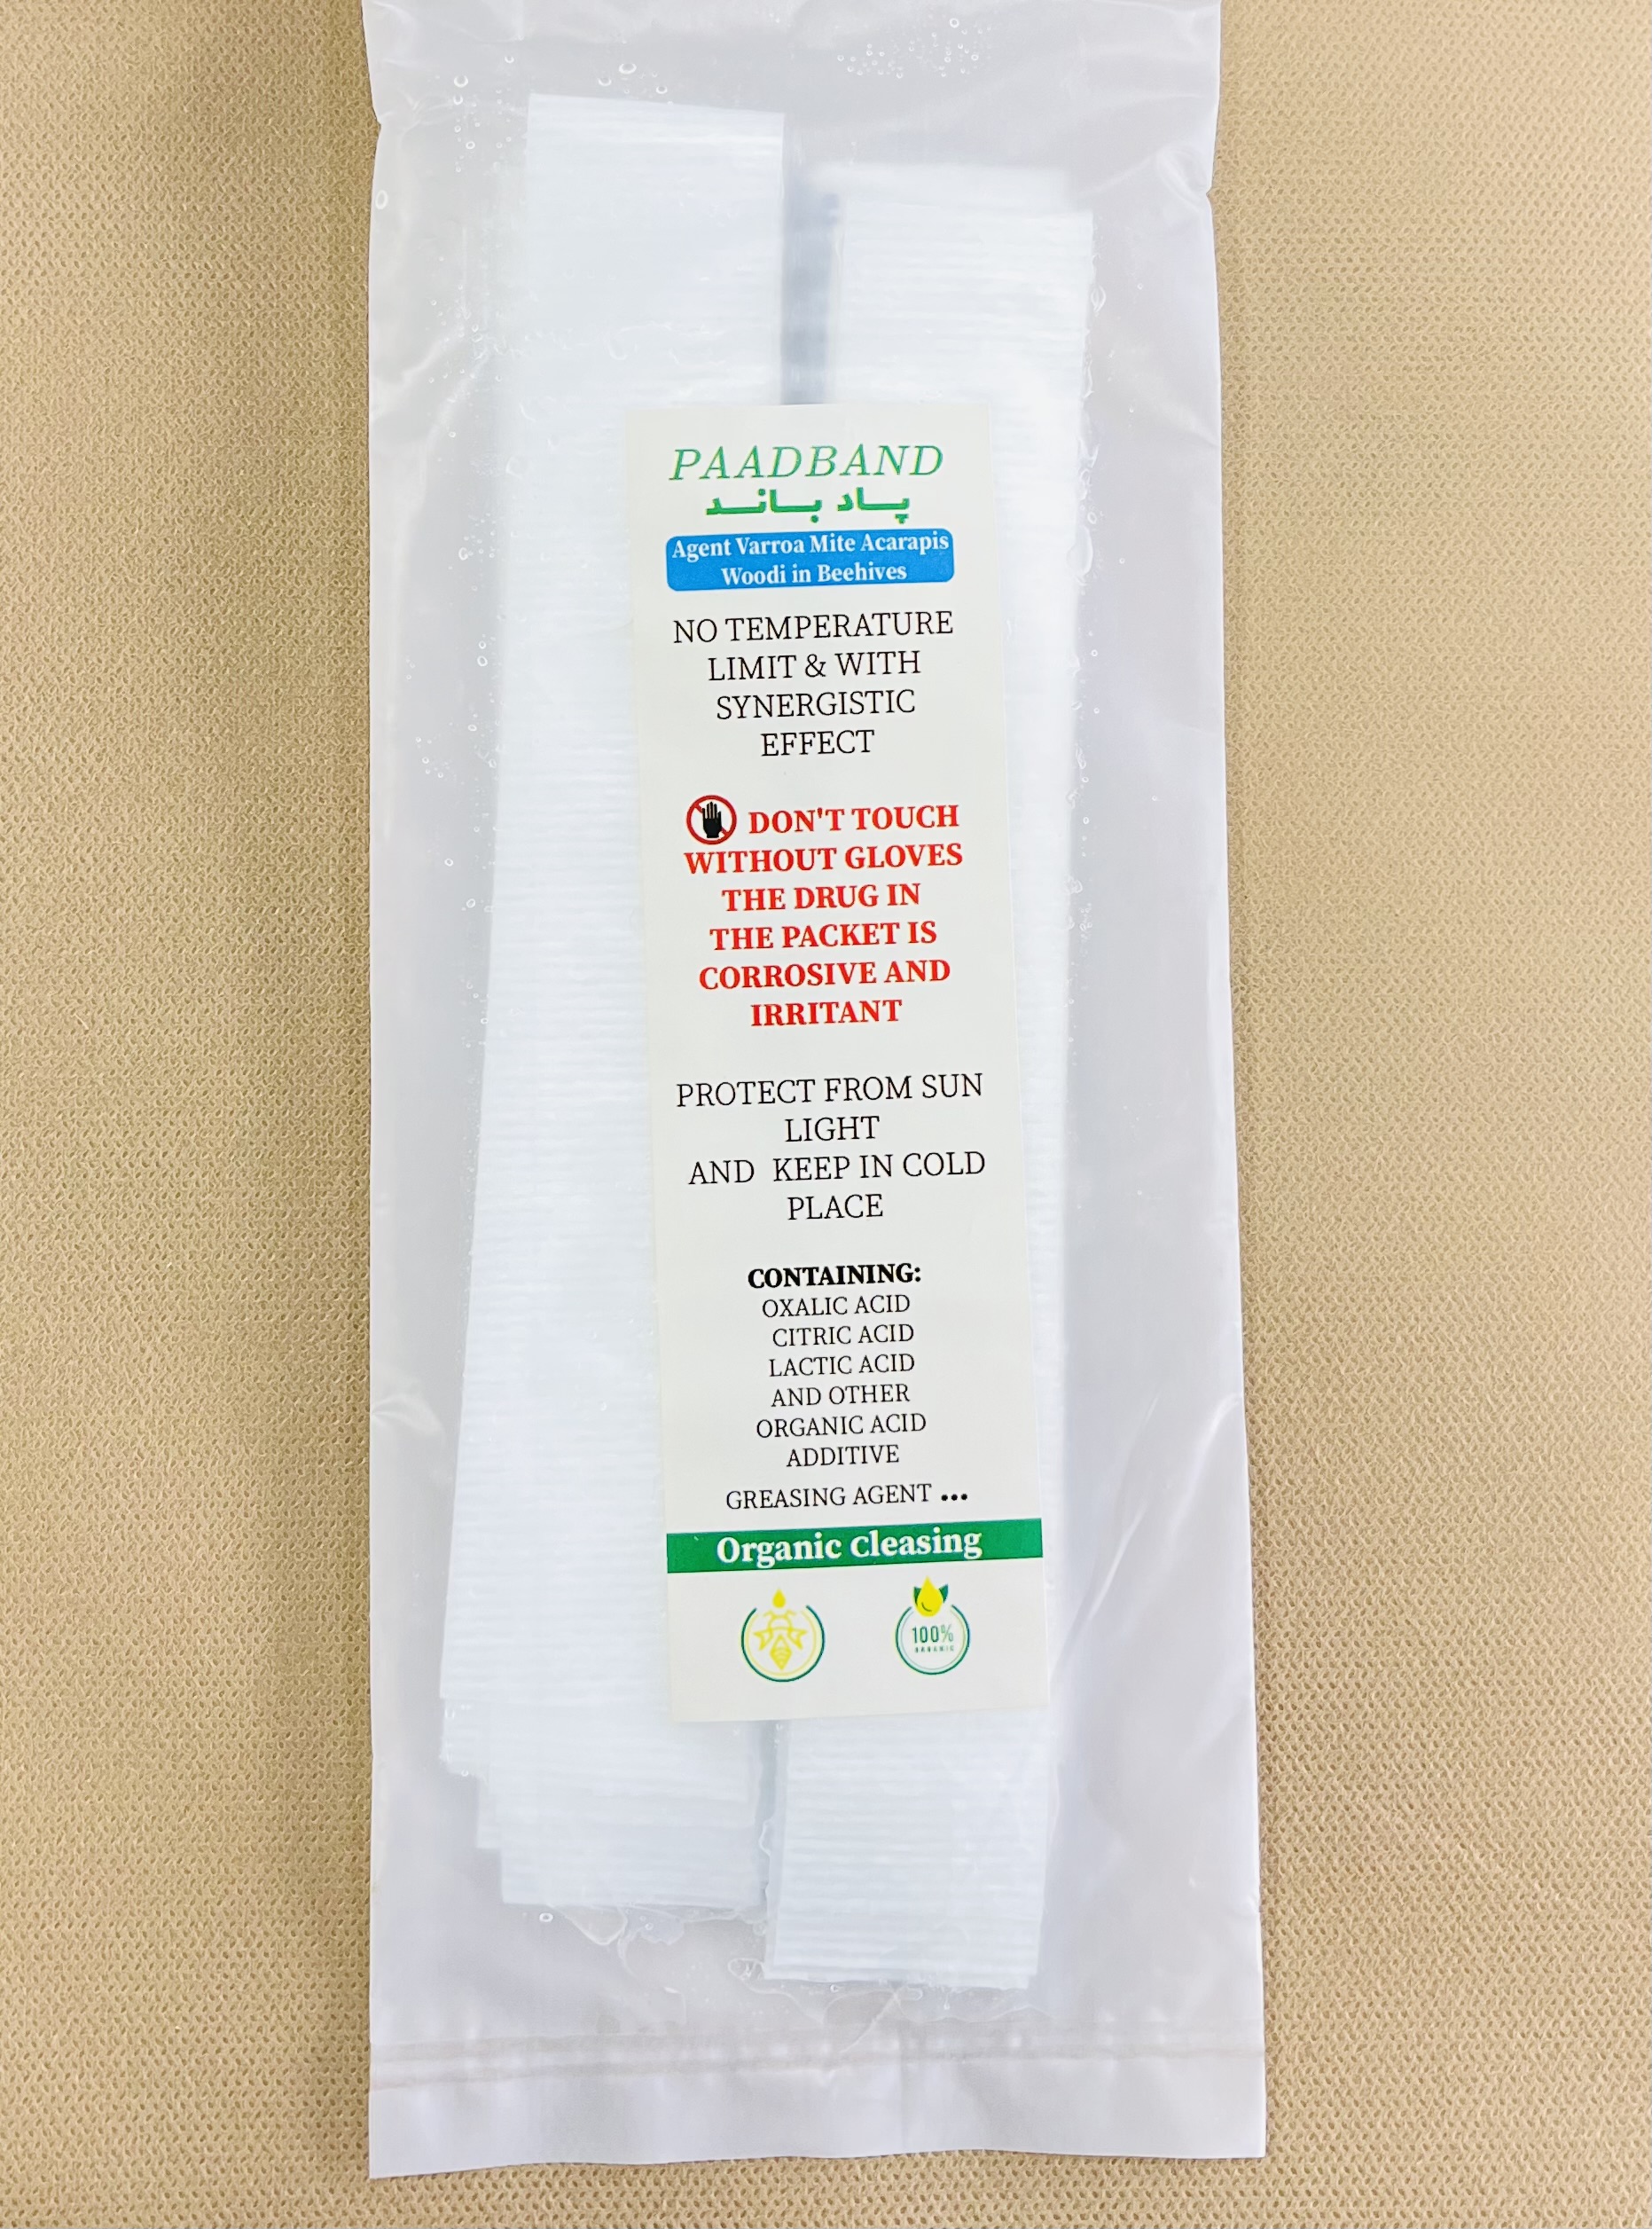 PAADBAND
پاد باند
Agent Varroa Mite Acarapis
Woodi in Beehives
NO TEMPERATURE
LIMIT & WITH
SYNERGISTIC
EFFECT
DON'T TOUCH
WITHOUT GLOVES
THE DRUG IN
THE PACKET IS
CORROSIVE AND
IRRITANT
PROTECT FROM SUN
LIGHT
AND KEEP IN COLD
PLACE
CONTAINING:
OXALIC ACID
CITRIC ACID
LACTIC ACID
AND OTHER
ORGANIC ACID
ADDITIVE
GREASING AGENT ...
Organic Cleasing
100%
ORGANIC